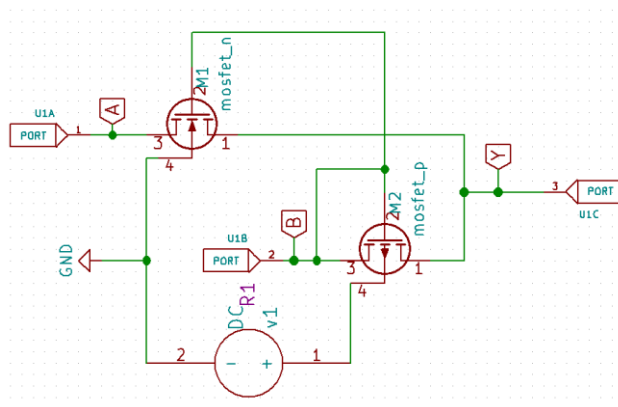 2
M1
mosfet_n
U1A
PORT
1
A
3
1
4
Y
3
PORT
U1C
2
M2
mosfet_p
B
U1B
PORT
2
3
1
4
GND
DC
R1
v1
2
-
+
1